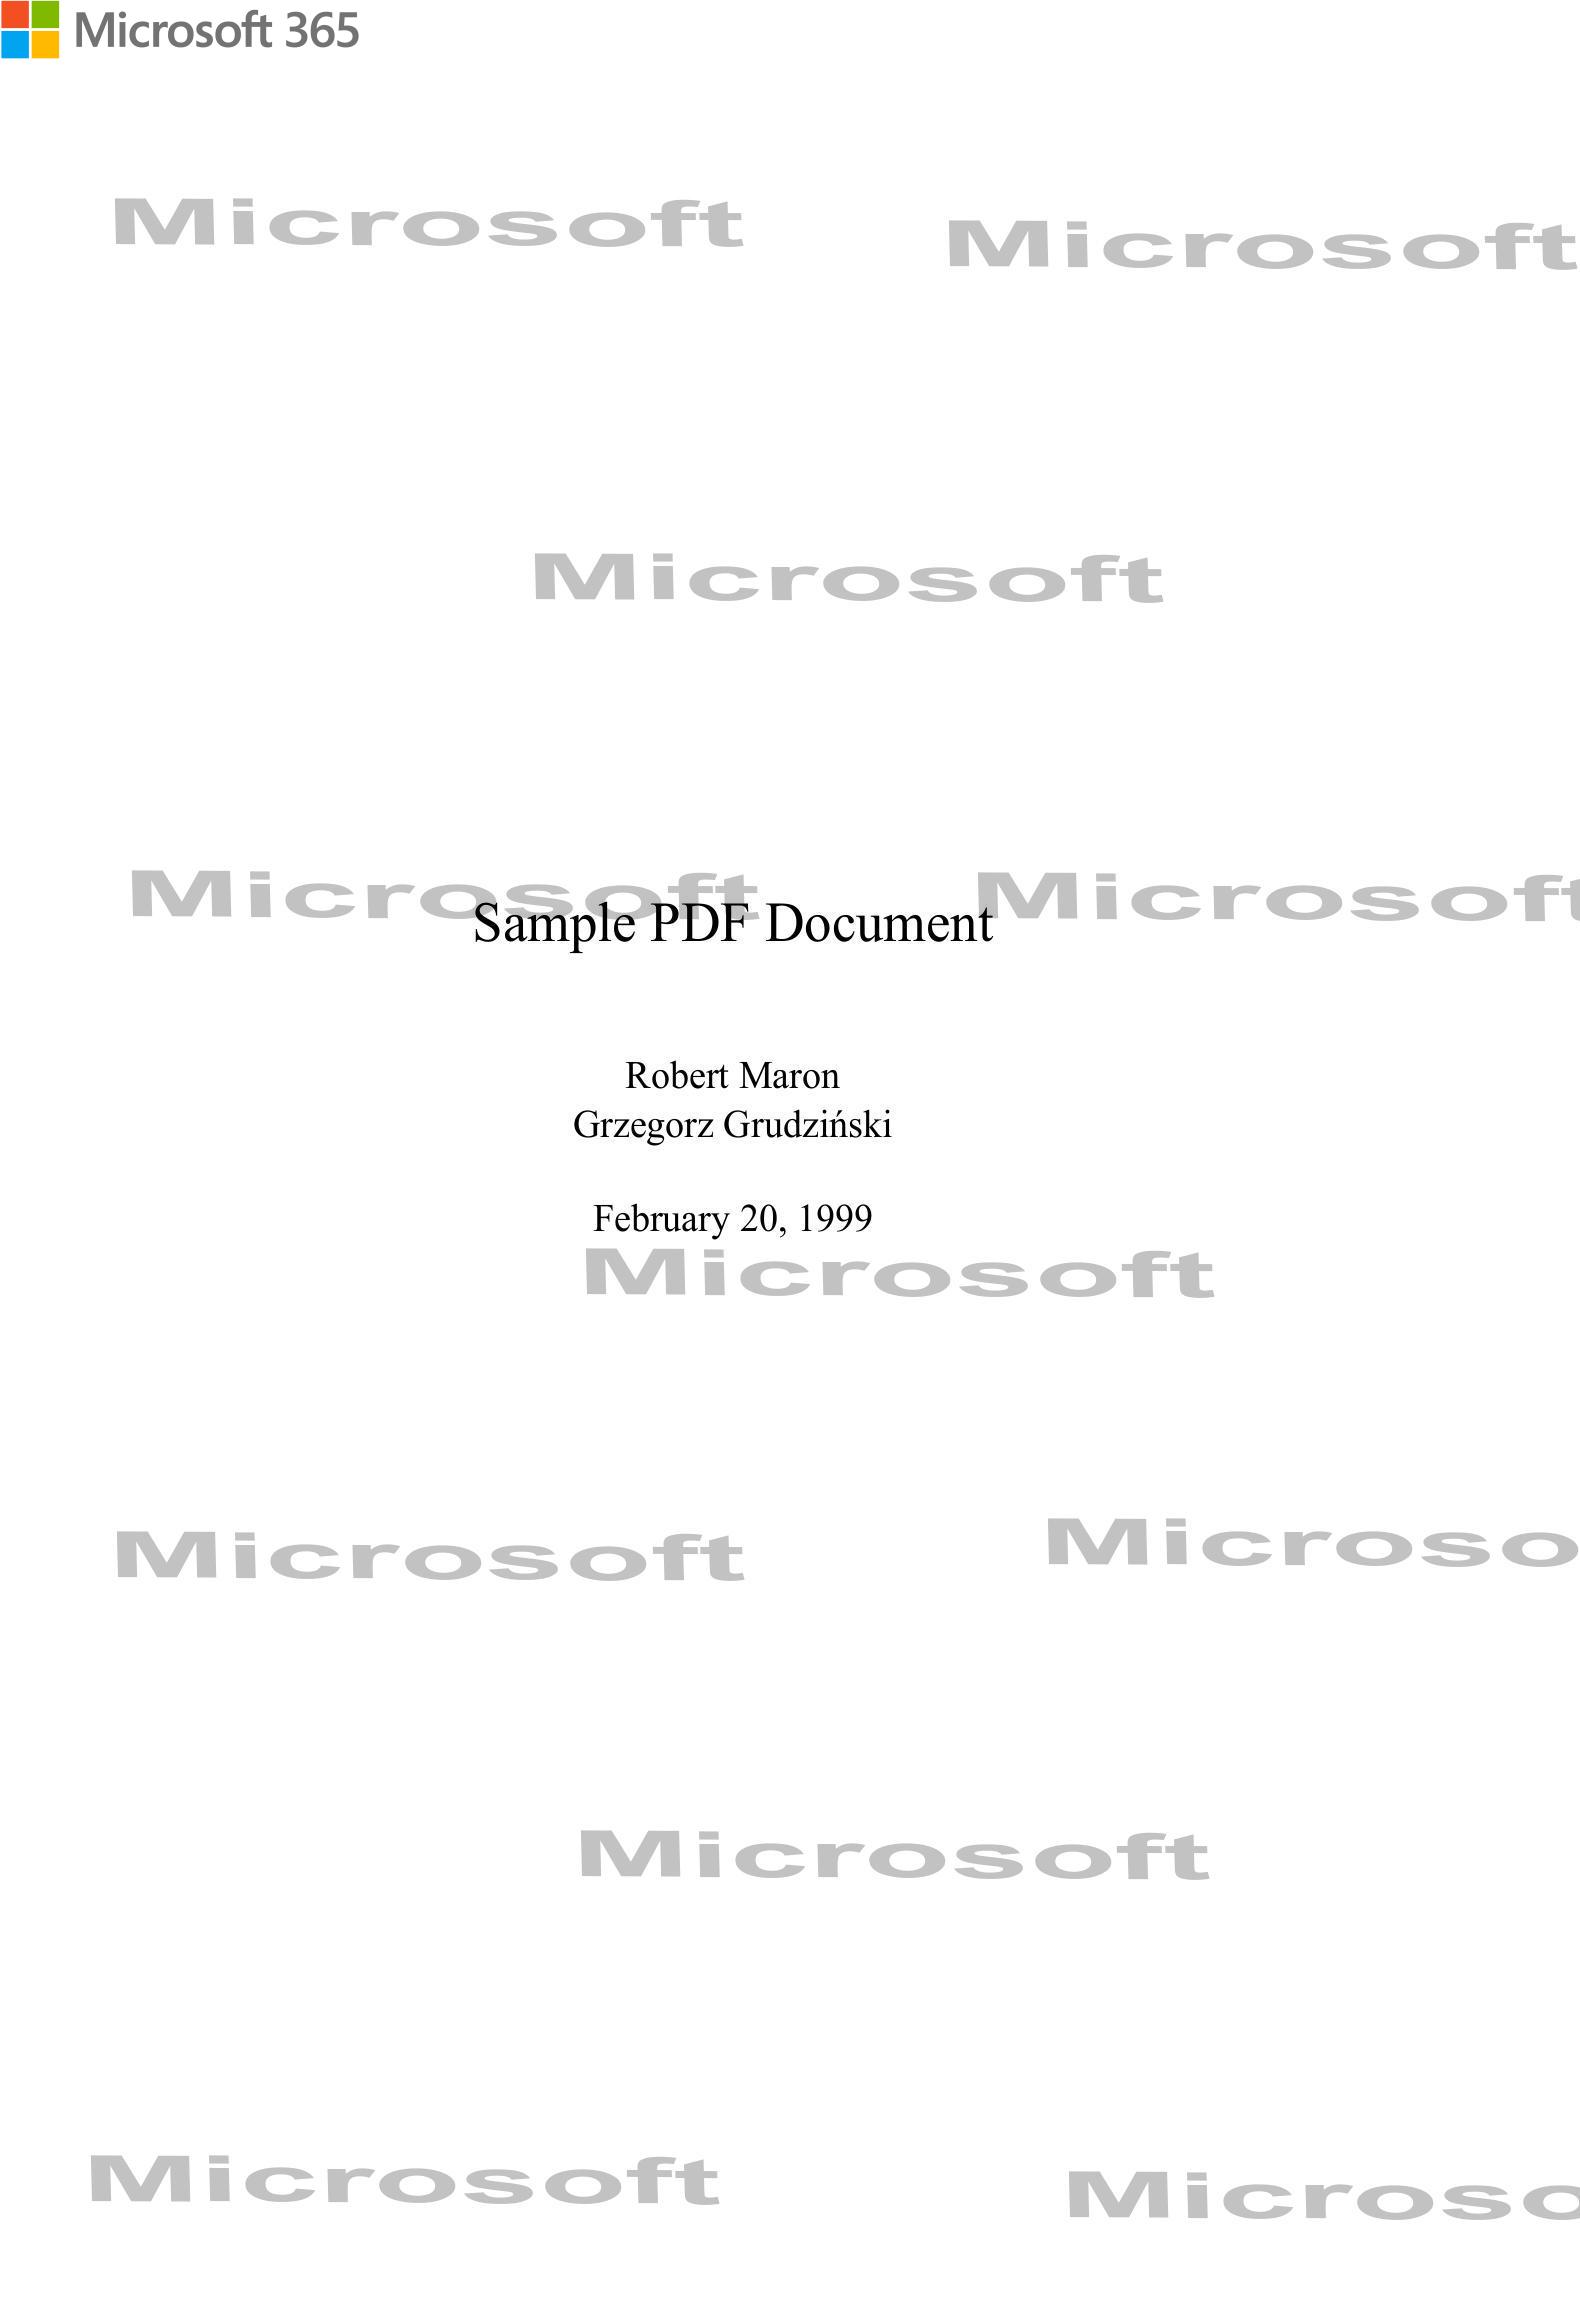 Microsoft 365
Microsoft
Microsoft
Microsoft
Microsoft
Microsoft
Sample PDF Document
Robert Maron
Grzegorz Grudziński
February 20, 1999
Microsoft
Microsoft
Microso
Microsoft
Microsoft
Microso